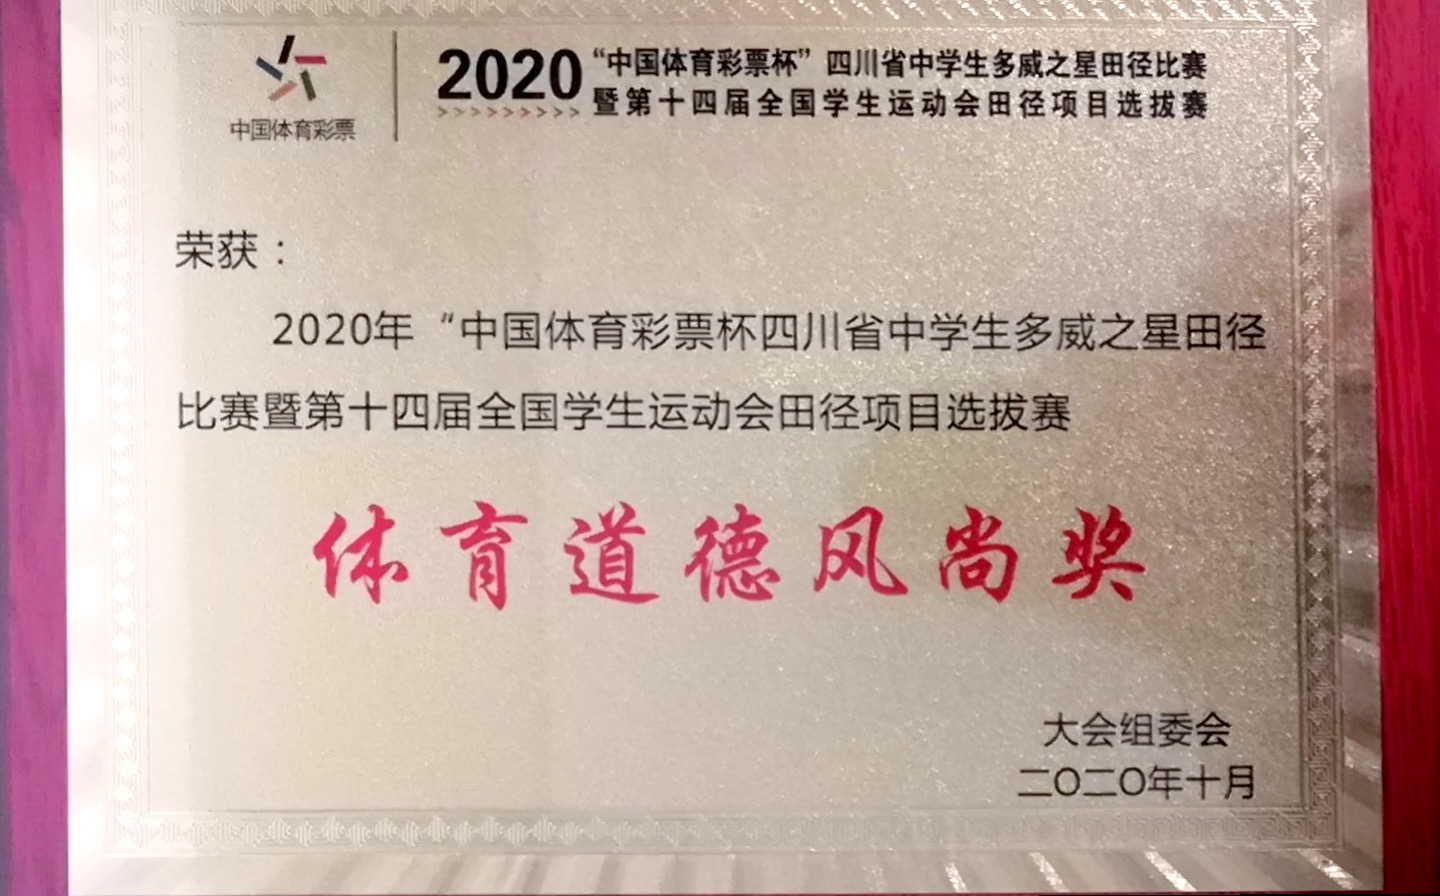 中国体育彩票
2020
“中国体育彩票杯”四川省中学生多威之星田径比赛
暨第十四届全国学生运动会田径项目选拔赛
荣获：
2020年“中国体育彩票杯四川省中学生多威之星田径
比赛暨第十四届全国学生运动会田径项目选拔赛
体育道德风尚奖
大会组委会
二〇二〇年十月